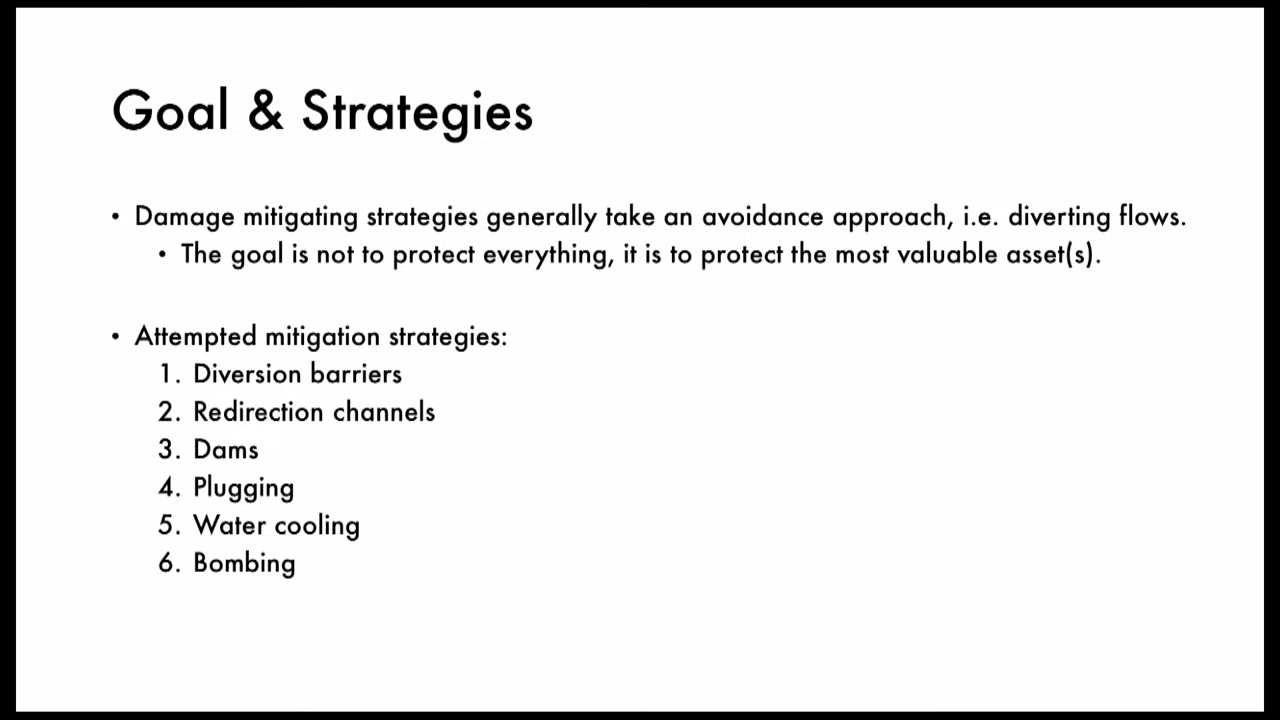 Goal & Strategies
• Damage mitigating strategies generally take an avoidance approach, i.e. diverting flows.
• The goal is not to protect everything, it is to protect the most valuable asset(s).
• Attempted mitigation strategies:
1. Diversion barriers
2. Redirection channels
3. Dams
4. Plugging
5. Water cooling
6. Bombing